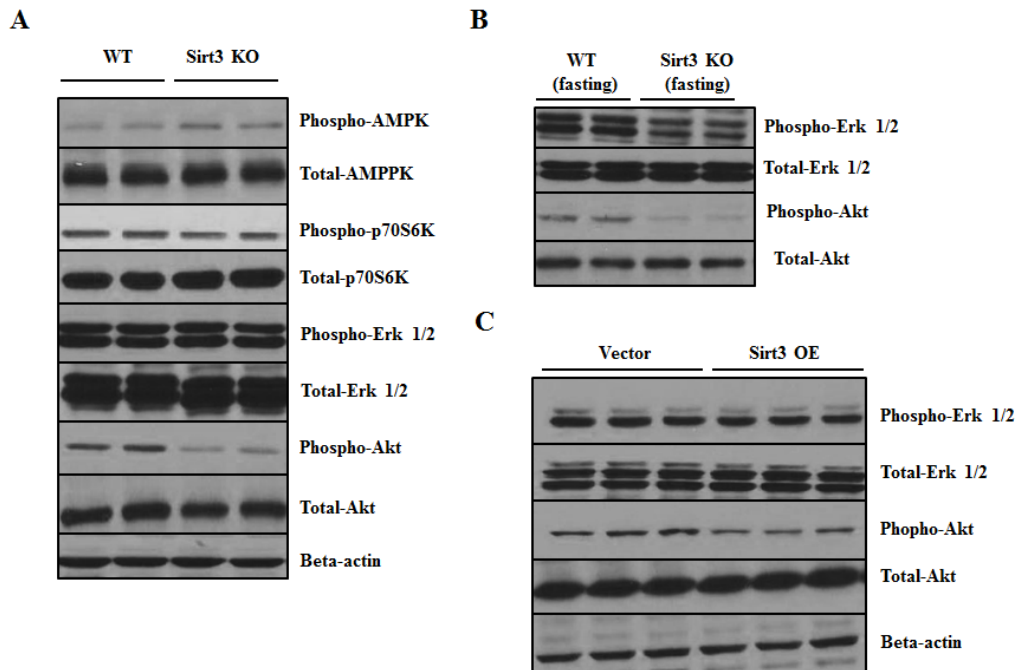 A
WT Sirt3 KO
Phospho-AMPK
Total-AMPPK
Phospho-p70S6K
Total-p70S6K
Phospho-Erk 1/2
Total-Erk 1/2
Phospho-Akt
Total-Akt
Beta-actin
B
WT Sirt3 KO
(fasting) (fasting)
Phospho-Erk 1/2
Total-Erk 1/2
Phospho-Akt
Total-Akt
C
Vector Sirt3 OE
Phospho-Erk 1/2
Total-Erk 1/2
Phopho-Akt
Total-Akt
Beta-actin